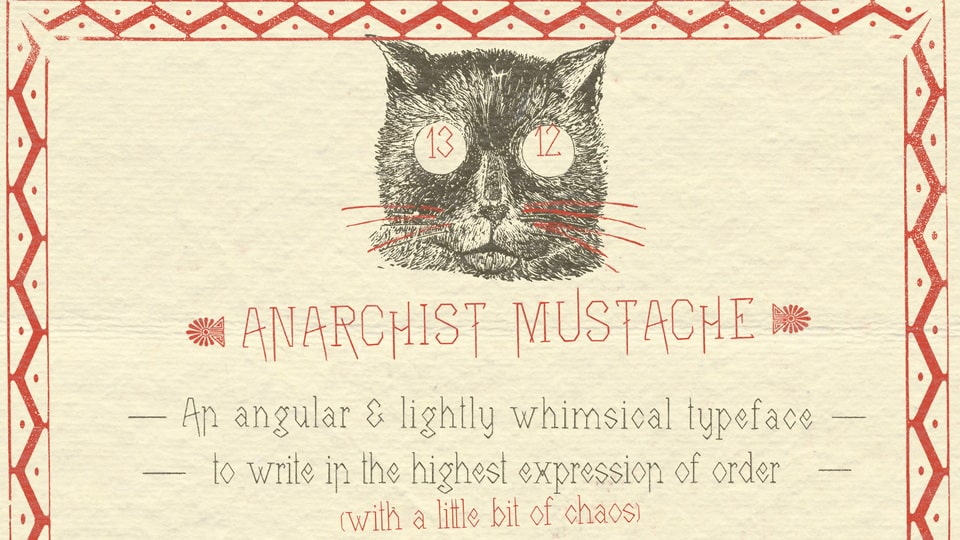 13 12
ANARCHIST MUSTACHE
— An angular & lightly whimsical typeface —
— to write in the highest expression of order —
(with a little bit of chaos)